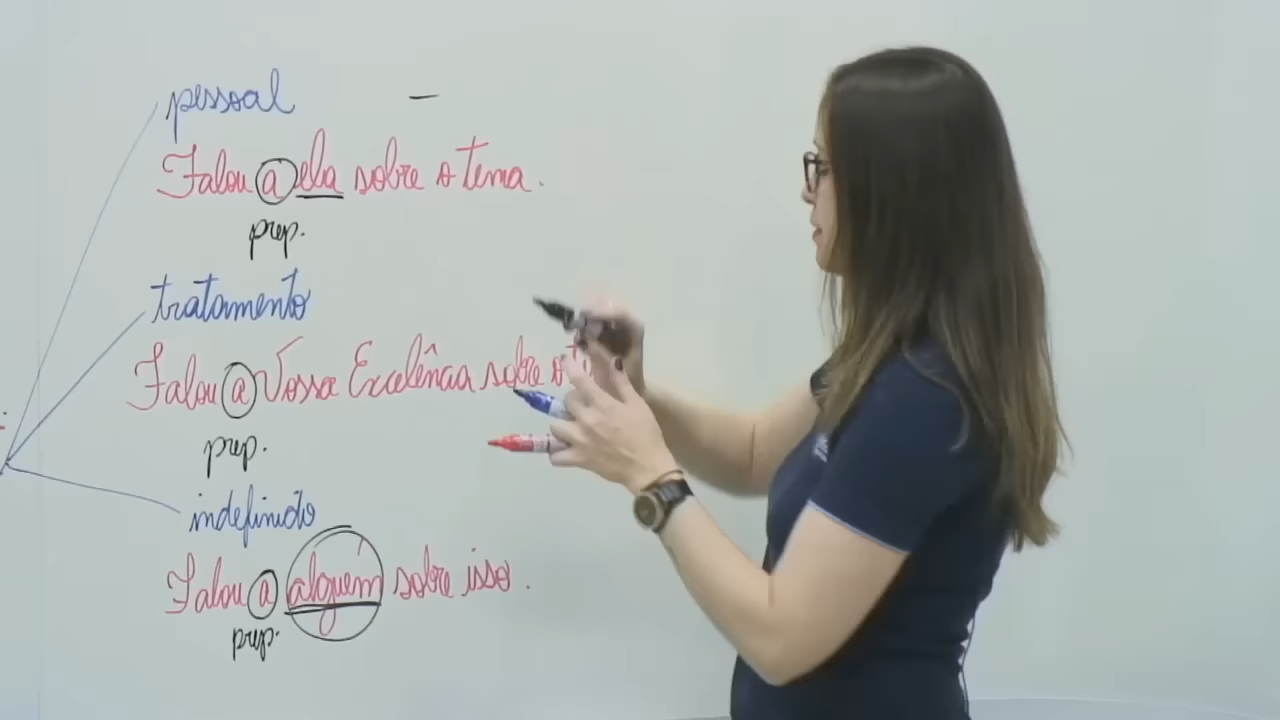 pessoal —
Falou a ela sobre o tema.
prep.
tratamento
Falou a Vossa Excelência sobre o
prep.
indefinido
Falou a alguém sobre isso.
prep.